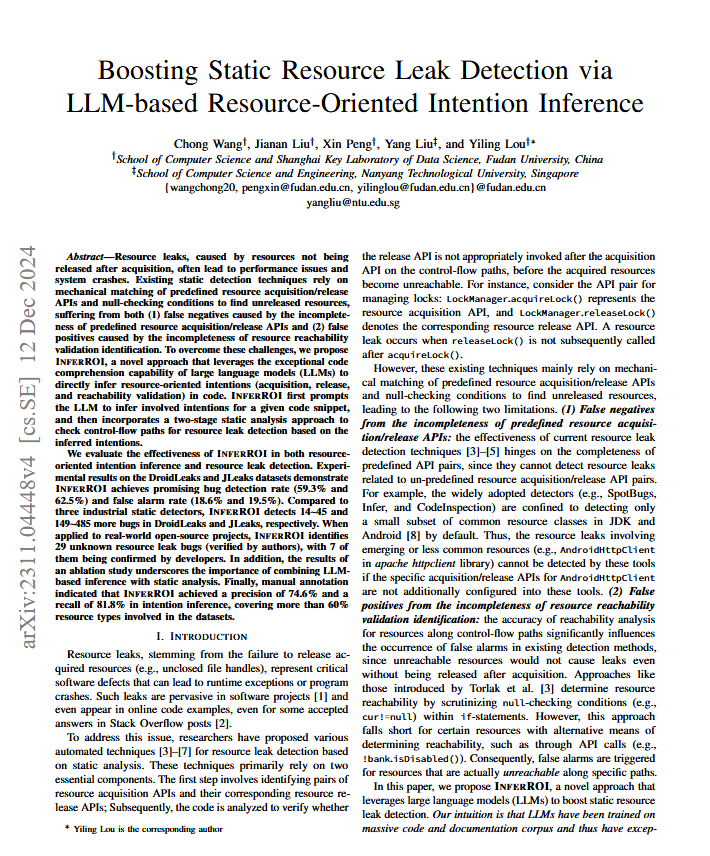 Boosting Static Resource Leak Detection via
LLM-based Resource-Oriented Intention Inference
Chong Wang†, Jianan Liu†, Xin Peng†, Yang Liu‡, and Yiling Lou†*
†School of Computer Science and Shanghai Key Laboratory of Data Science, Fudan University, China
‡School of Computer Science and Engineering, Nanyang Technological University, Singapore
{wangchong20, pengxin@fudan.edu.cn, yilinglou@fudan.edu.cn}@fudan.edu.cn
yangliu@ntu.edu.sg
arXiv:2311.04448v4 [cs.SE] 12 Dec 2024
Abstract—Resource leaks, caused by resources not being
released after acquisition, often lead to performance issues and
system crashes. Existing static detection techniques rely on
mechanical matching of predefined resource acquisition/release
APIs and null-checking conditions to find unreleased resources,
suffering from both (1) false negatives caused by the incomplete-
ness of predefined resource acquisition/release APIs and (2) false
positives caused by the incompleteness of resource reachability
validation identification. To overcome these challenges, we propose
INFERROI, a novel approach that leverages the exceptional code
comprehension capability of large language models (LLMs) to
directly infer resource-oriented intentions (acquisition, release,
and reachability validation) in code. INFERROI first prompts
the LLM to infer involved intentions for a given code snippet,
and then incorporates a two-stage static analysis approach to
check control-flow paths for resource leak detection based on the
inferred intentions.
We evaluate the effectiveness of INFERROI in both resource-
oriented intention inference and resource leak detection. Experi-
mental results on the DroidLeaks and JLeaks datasets demonstrate
INFERROI achieves promising bug detection rate (59.3% and
62.5%) and false alarm rate (18.6% and 19.5%). Compared to
three industrial static detectors, INFERROI detects 14–45 and
149–485 more bugs in DroidLeaks and JLeaks, respectively. When
applied to real-world open-source projects, INFERROI identifies
29 unknown resource leak bugs (verified by authors), with 7 of
them being confirmed by developers. In addition, the results of
an ablation study underscores the importance of combining LLM-
based inference with static analysis. Finally, manual annotation
indicated that INFERROI achieved a precision of 74.6% and a
recall of 81.8% in intention inference, covering more than 60%
resource types involved in the datasets.
I. INTRODUCTION
Resource leaks, stemming from the failure to release ac-
quired resources (e.g., unclosed file handles), represent critical
software defects that can lead to runtime exceptions or program
crashes. Such leaks are pervasive in software projects [1] and
even appear in online code examples, even for some accepted
answers in Stack Overflow posts [2].
To address this issue, researchers have proposed various
automated techniques [3]–[7] for resource leak detection based
on static analysis. These techniques primarily rely on two
essential components. The first step involves identifying pairs of
resource acquisition APIs and their corresponding resource re-
lease APIs; Subsequently, the code is analyzed to verify whether
* Yiling Lou is the corresponding author
the release API is not appropriately invoked after the acquisition
API on the control-flow paths, before the acquired resources
become unreachable. For instance, consider the API pair for
managing locks: LockManager.acquireLock() represents the
resource acquisition API, and LockManager.releaseLock()
denotes the corresponding resource release API. A resource
leak occurs when releaseLock() is not subsequently called
after acquireLock().
However, these existing techniques mainly rely on mechani-
cal matching of predefined resource acquisition/release APIs
and null-checking conditions to find unreleased resources,
leading to the following two limitations. (1) False negatives
from the incompleteness of predefined resource acquisi-
tion/release APIs: the effectiveness of current resource leak
detection techniques [3]–[5] hinges on the completeness of
predefined API pairs, since they cannot detect resource leaks
related to un-predefined resource acquisition/release API pairs.
For example, the widely adopted detectors (e.g., SpotBugs,
Infer, and CodeInspection) are confined to detecting only
a small subset of common resource classes in JDK and
Android [8] by default. Thus, the resource leaks involving
emerging or less common resources (e.g., AndroidHttpClient
in apache httpclient library) cannot be detected by these tools
if the specific acquisition/release APIs for AndroidHttpClient
are not additionally configured into these tools. (2) False
positives from the incompleteness of resource reachability
validation identification: the accuracy of reachability analysis
for resources along control-flow paths significantly influences
the occurrence of false alarms in existing detection methods,
since unreachable resources would not cause leaks even
without being released after acquisition. Approaches like
those introduced by Torlak et al. [3] determine resource
reachability by scrutinizing null-checking conditions (e.g.,
cur!=null) within if-statements. However, this approach
falls short for certain resources with alternative means of
determining reachability, such as through API calls (e.g.,
!bank.isDisabled()). Consequently, false alarms are triggered
for resources that are actually unreachable along specific paths.
In this paper, we propose INFERROI, a novel approach that
leverages large language models (LLMs) to boost static resource
leak detection. Our intuition is that LLMs have been trained on
massive code and documentation corpus and thus have excep-